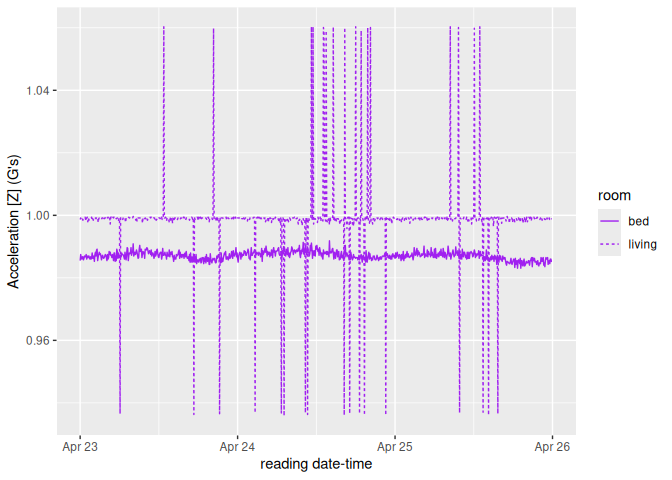 Acceleration [Z] (G's)
1.04
1.00
0.96
Apr 23
Apr 24
Apr 25
Apr 26
reading date-time
room
bed
living